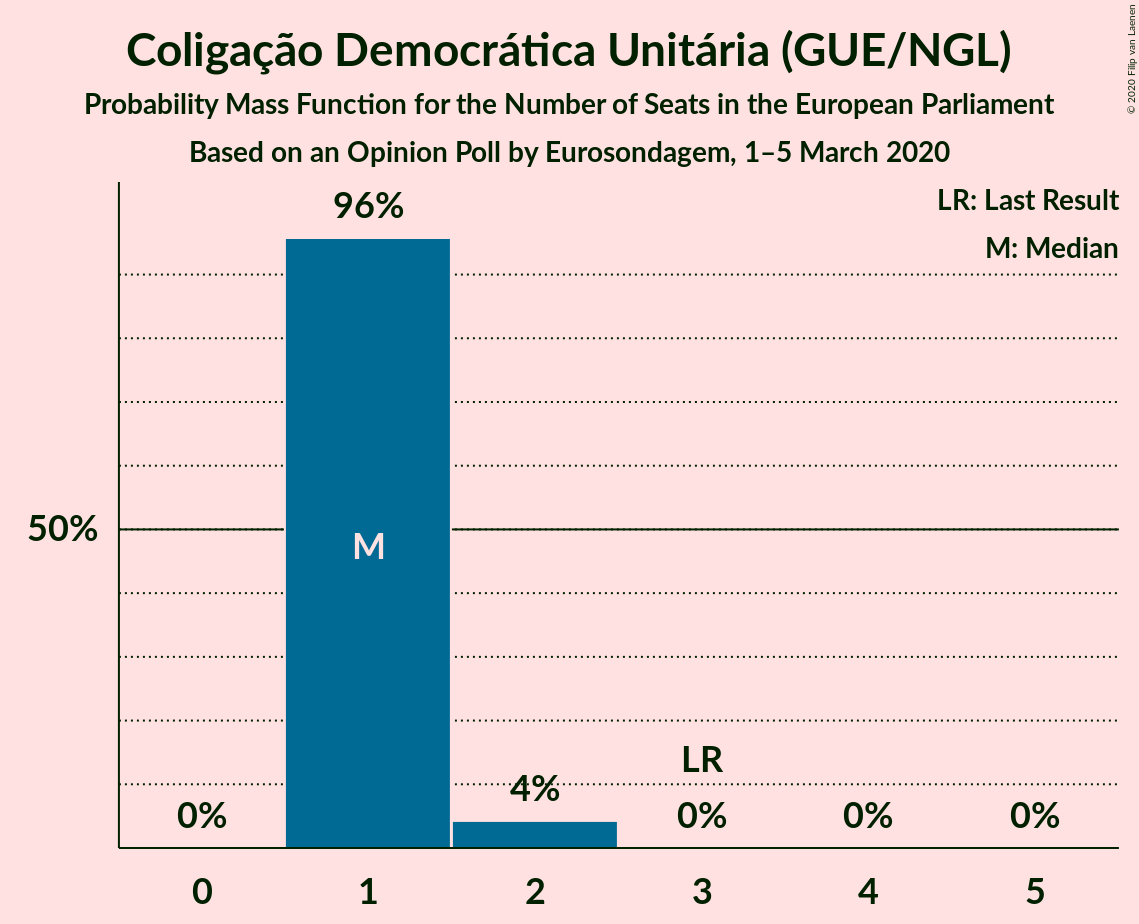 Coligação Democrática Unitária (GUE/NGL)
Probability Mass Function for the Number of Seats in the European Parliament
Based on an Opinion Poll by Eurosondagem, 1–5 March 2020
© 2020 Filip van Laenen
LR: Last Result
M: Median
96%
50%
M
LR
0% 4% 0% 0% 0%
0 1 2 3 4 5